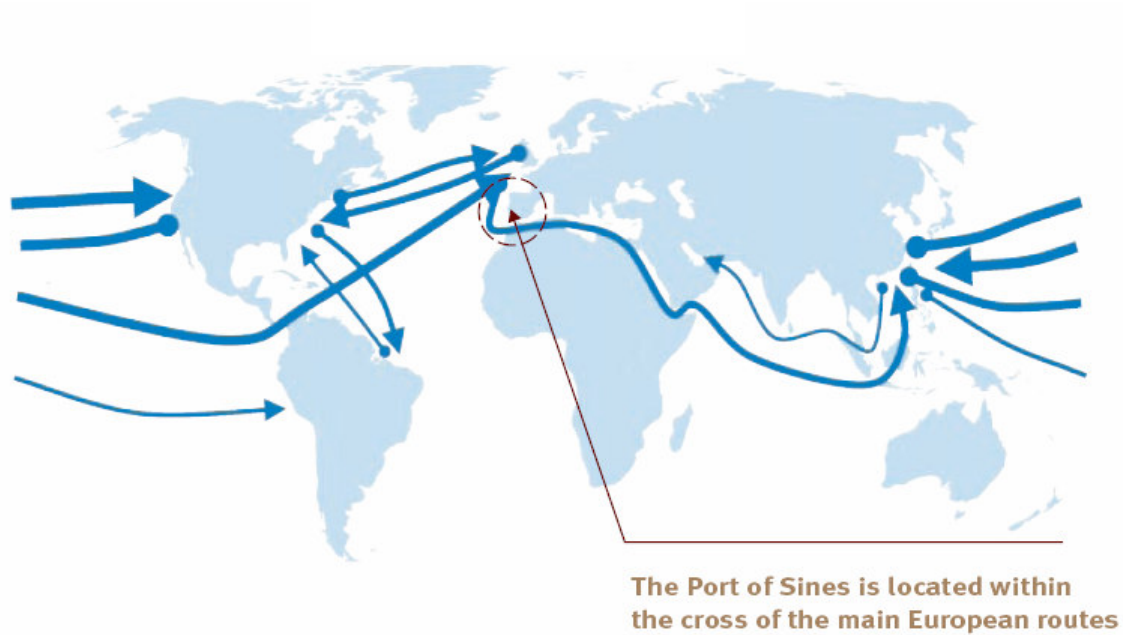 The Port of Sines is located within
the cross of the main European routes